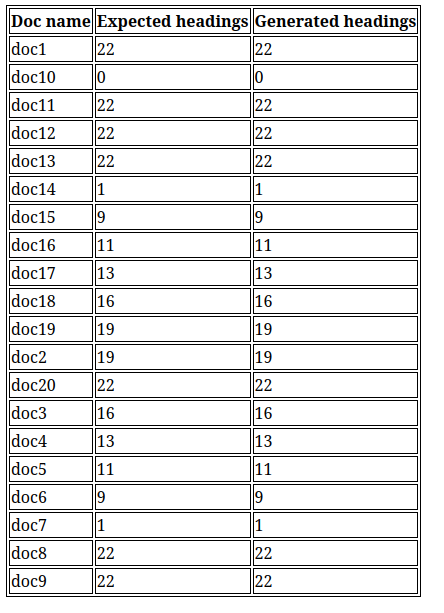 Doc name Expected headings Generated headings
doc1 22 22
doc10 0 0
doc11 22 22
doc12 22 22
doc13 22 22
doc14 1 1
doc15 9 9
doc16 11 11
doc17 13 13
doc18 16 16
doc19 19 19
doc2 19 19
doc20 22 22
doc3 16 16
doc4 13 13
doc5 11 11
doc6 9 9
doc7 1 1
doc8 22 22
doc9 22 22